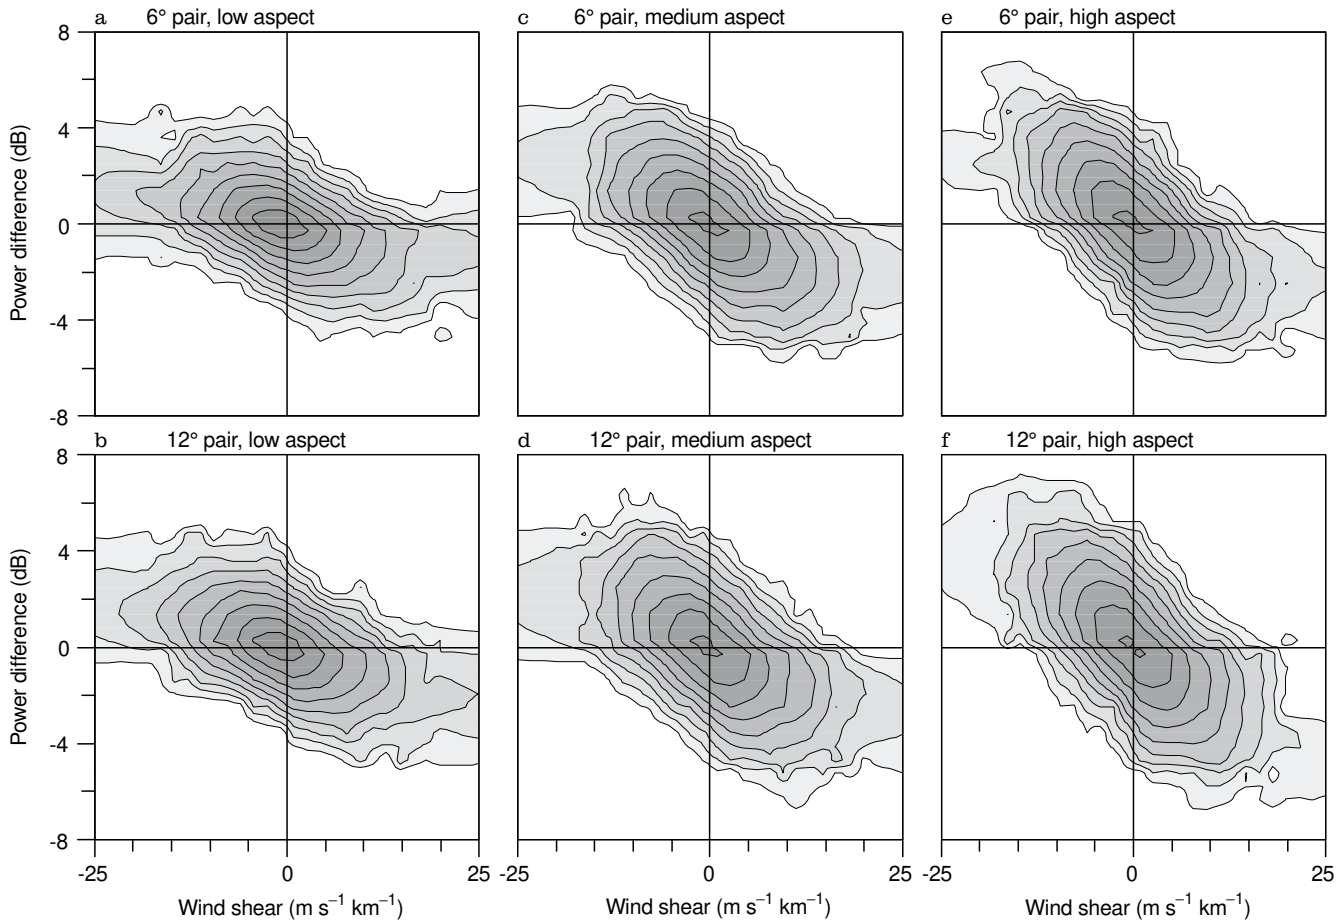 a 6° pair, low aspect
c 6° pair, medium aspect
e 6° pair, high aspect
8
4
0
-4
-8
Power difference (dB)
b 12° pair, low aspect
d 12° pair, medium aspect
f 12° pair, high aspect
8
4
0
-4
-8
Power difference (dB)
-25 0 25
-25 0 25
-25 0 25
Wind shear (m s⁻¹ km⁻¹)
Wind shear (m s⁻¹ km⁻¹)
Wind shear (m s⁻¹ km⁻¹)